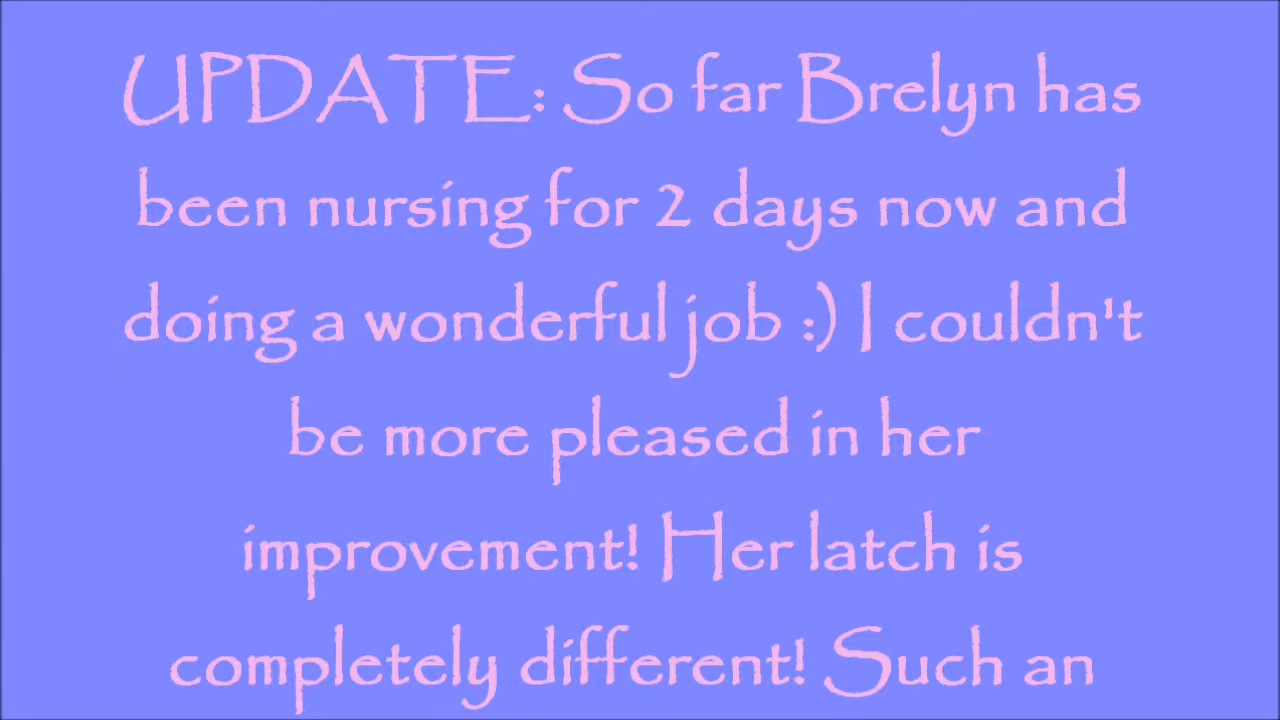 UPDATE: So far Brelyn has
been nursing for 2 days now and
doing a wonderful job :) I couldn't
be more pleased in her
improvement! Her latch is
completely different! Such an